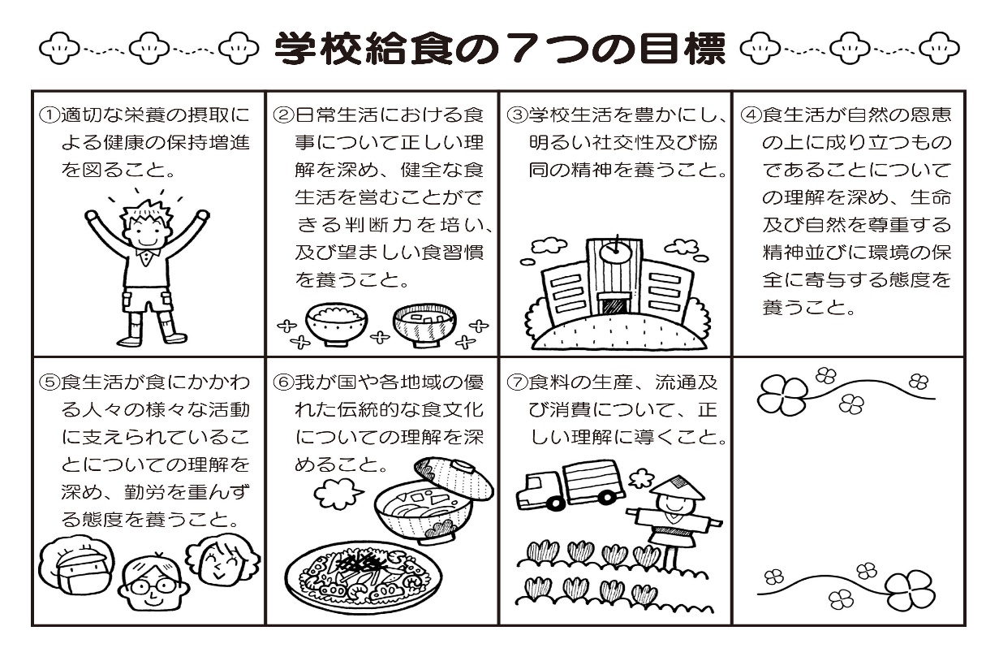 学校給食の7つの目標
①適切な栄養の摂取に
よる健康の保持増進
を図ること。
②日常生活における食
事について正しい理
解を深め、健全な食
生活を営むことがで
きる判断力を培い、
及び望ましい食習慣
を養うこと。
③学校生活を豊かにし、
明るい社交性及び協
同の精神を養うこと。
④食生活が自然の恩恵
の上に成り立つもの
であることについて
の理解を深め、生命
及び自然を尊重する
精神並びに環境の保
全に寄与する態度を
養うこと。
⑤食生活が食にかかわ
る人々の様々な活動
に支えられているこ
とについての理解を
深め、勤労を重んず
る態度を養うこと。
⑥我が国や各地域の優
れた伝統的な食文化
についての理解を深
めること。
⑦食料の生産、流通及
び消費について、正
しい理解に導くこと。